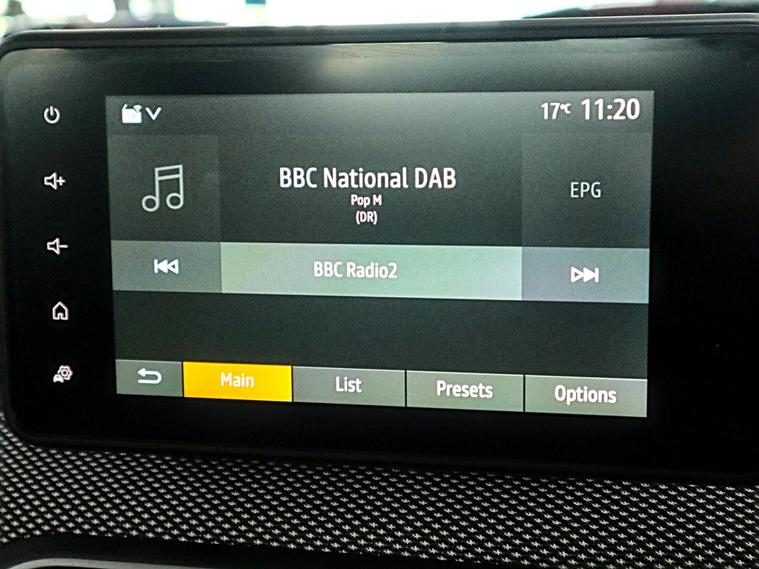 17°C 11:20
BBC National DAB
Pop M
(DR)
EPG
BBC Radio2
Main
List
Presets
Options